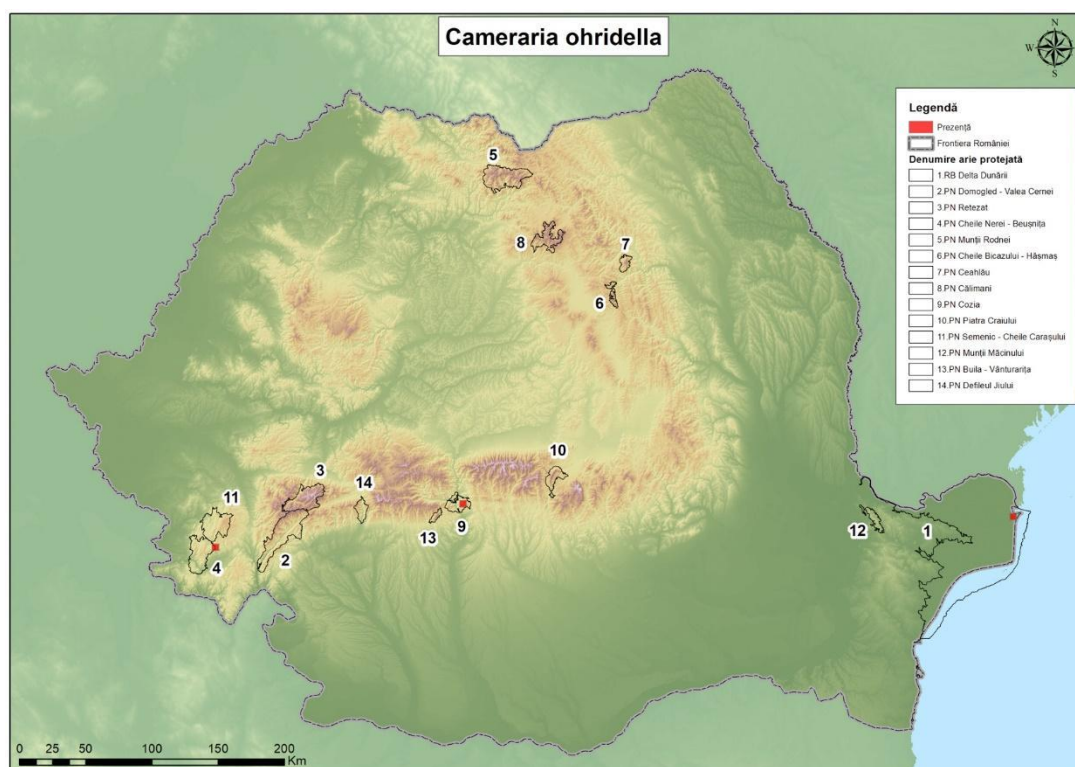 Cameraria ohridella
N
W
E
S
Legendă
Prezență
Frontiera României
Denumire arie protejată
1.RB Delta Dunării
2.PN Domogled - Valea Cernei
3.PN Retezat
4.PN Cheile Nerei - Beușnița
5.PN Munții Rodnei
6.PN Cheile Bicazului - Hășmaș
7.PN Ceahlău
8.PN Călimani
9.PN Cozia
10.PN Piatra Craiului
11.PN Semenic - Cheile Carașului
12.PN Munții Măcinului
13.PN Buila - Vânturarița
14.PN Defileul Jiului
5
8
7
6
10
3
14
11
9
13
12
1
2
4
0 25 50 100 150 200
Km